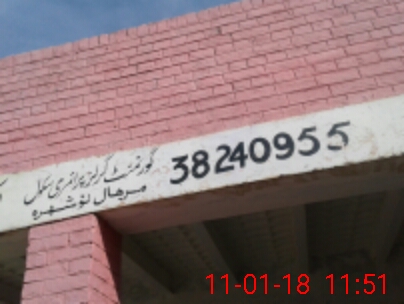 گورنمنٹ گرلز پرائمری سکول 38240955
مرہال نوشہرہ
11-01-18 11:51